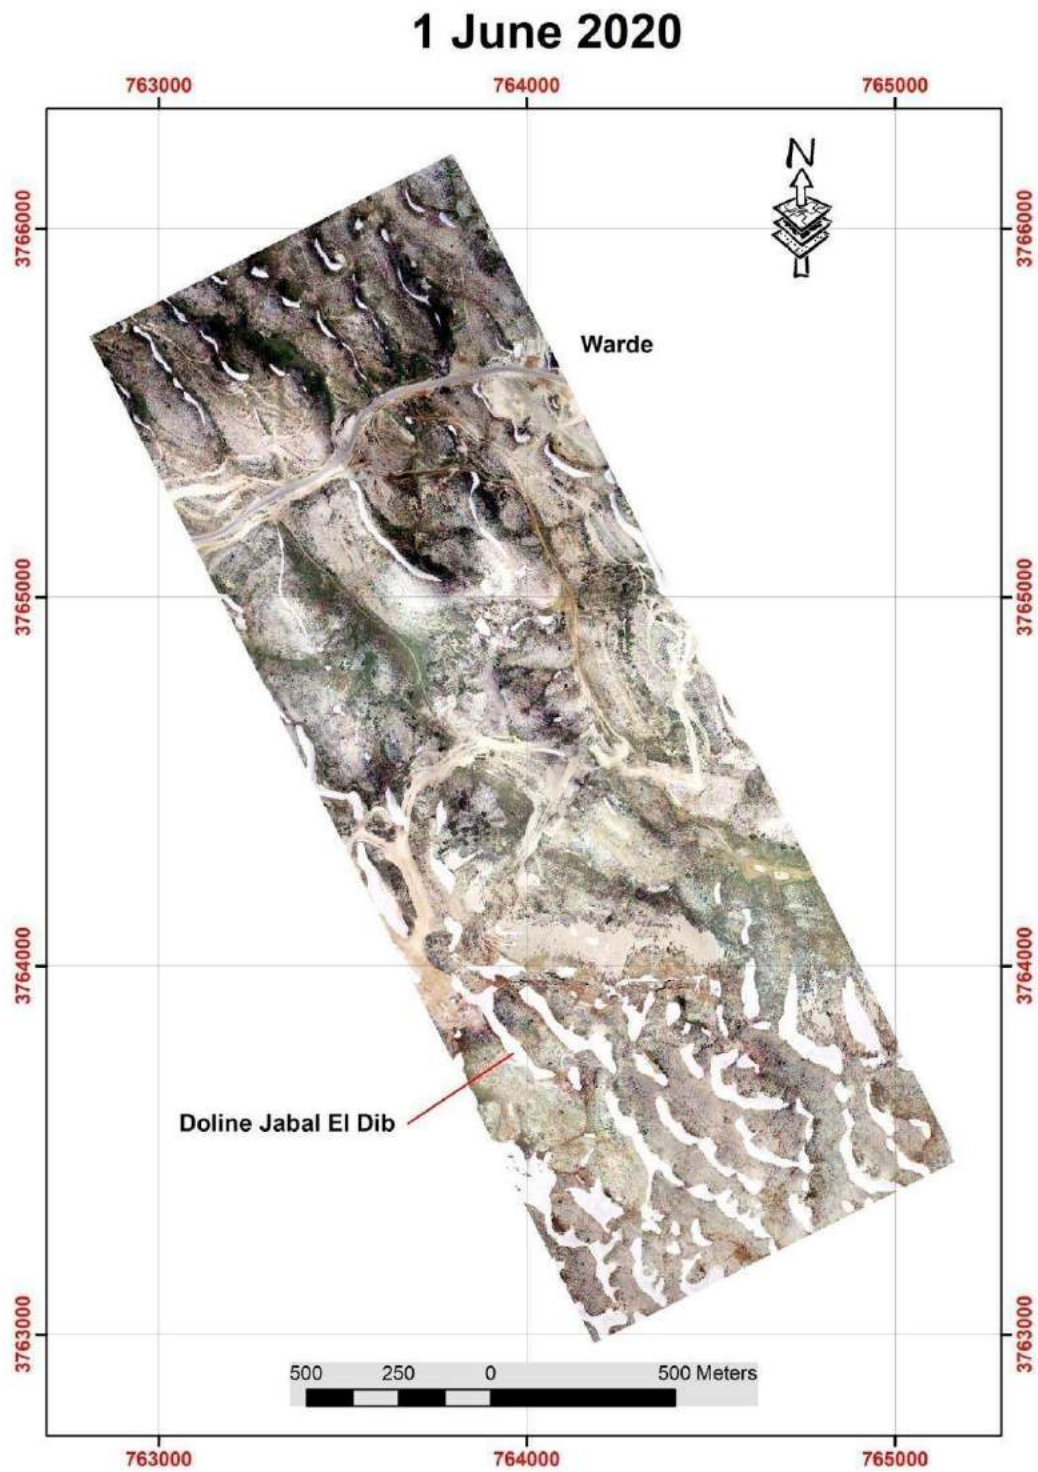 1 June 2020
763000 764000 765000
N
3766000 3766000
Warde
3765000 3765000
3764000 3764000
Doline Jabal El Dib
3763000 3763000
500 250 0 500 Meters
763000 764000 765000